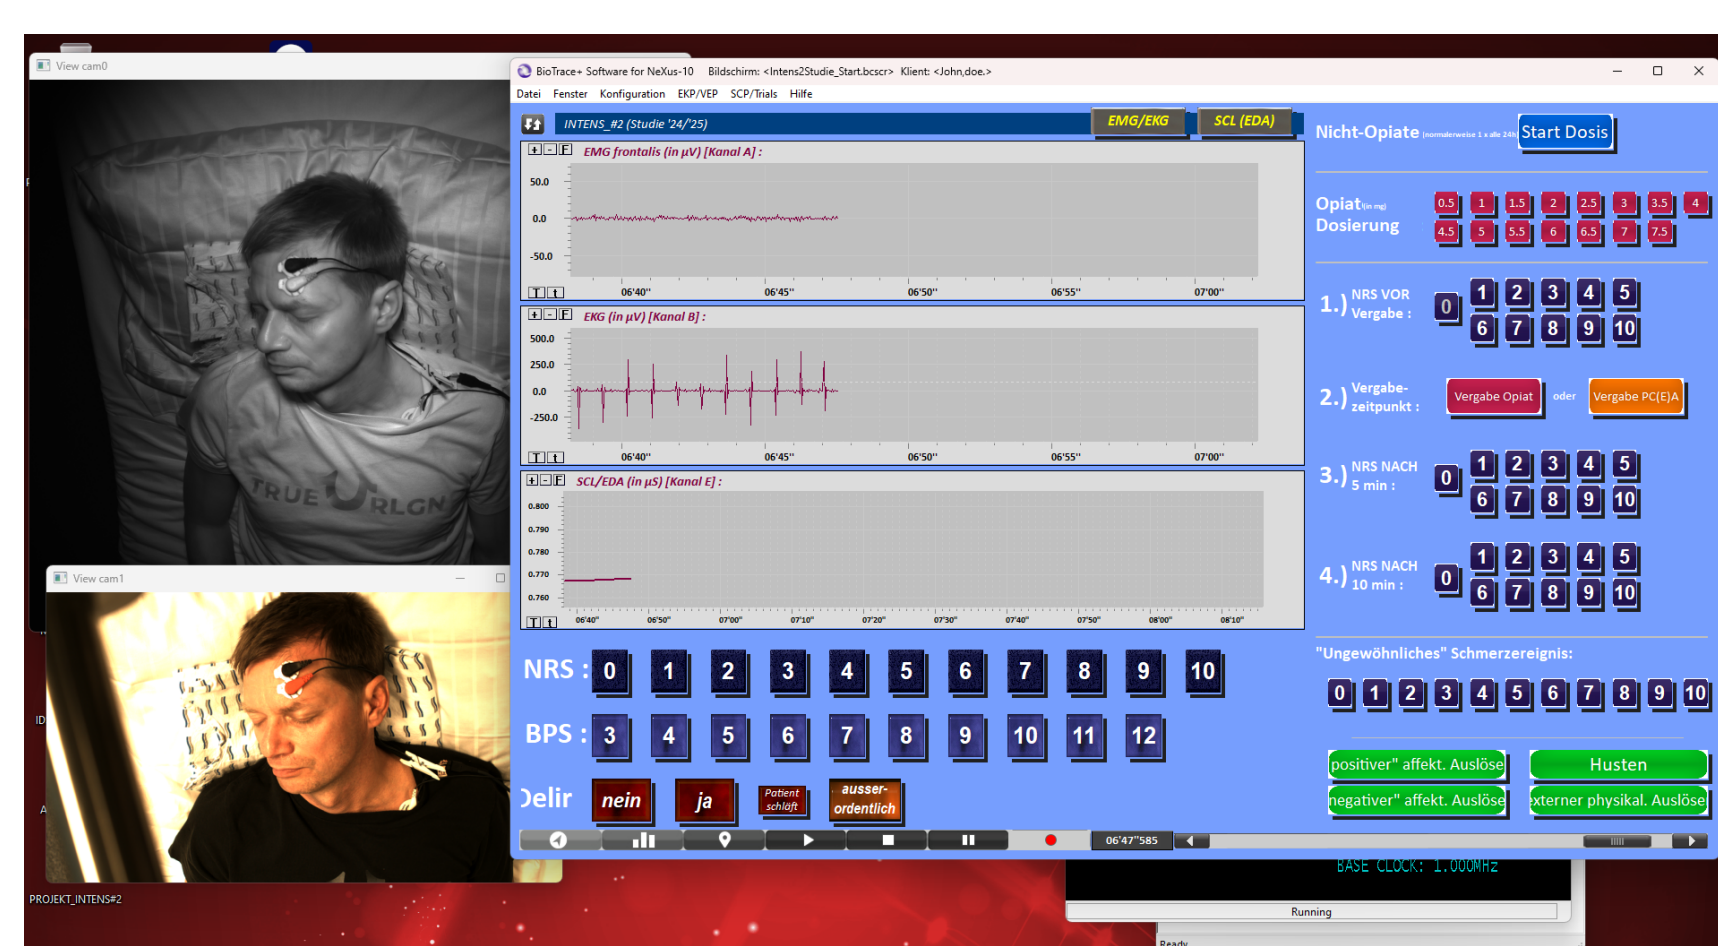 View cam0
TRUE RLGN
View cam1
PROJEKT_INTENS#2
BioTrace+ Software for NeXus-10 Bildschirm: <Intens2Studie_Start.bcscr> Klient: <John,doe.>
Datei Fenster Konfiguration EKP/VEP SCP/Trials Hilfe
INTENS_#2 (Studie '24/'25)
EMG/EKG SCL (EDA)
+ - F EMG frontalis (in µV) [Kanal A] :
50.0
0.0
-50.0
T t 06'40'' 06'45'' 06'50'' 06'55'' 07'00''
+ - F EKG (in µV) [Kanal B] :
500.0
250.0
0.0
-250.0
T t 06'40'' 06'45'' 06'50'' 06'55'' 07'00''
+ - F SCL/EDA (in µS) [Kanal E] :
0.800
0.790
0.780
0.770
0.760
T t 06'40'' 06'50'' 07'00'' 07'10'' 07'20'' 07'30'' 07'40'' 07'50'' 08'00'' 08'10''
NRS : 0 1 2 3 4 5 6 7 8 9 10
BPS : 3 4 5 6 7 8 9 10 11 12
Delir nein ja Patient schläft ausser-ordentlich
06'47''585
Nicht-Opiate (normalerweise 1 x alle 24h) Start Dosis
Opiat (in mg)
Dosierung
0.5 1 1.5 2 2.5 3 3.5 4
4.5 5 5.5 6 6.5 7 7.5
1.) NRS VOR
Vergabe :
0 1 2 3 4 5
6 7 8 9 10
2.) Vergabe-
zeitpunkt :
Vergabe Opiat oder Vergabe PC(E)A
3.) NRS NACH
5 min :
0 1 2 3 4 5
6 7 8 9 10
4.) NRS NACH
10 min :
0 1 2 3 4 5
6 7 8 9 10
"Ungewöhnliches" Schmerzereignis:
0 1 2 3 4 5 6 7 8 9 10
positiver" affekt. Auslöse Husten
negativer" affekt. Auslöse xterner physikal. Auslöse
BASE CLOCK: 1.000MHz
Running
Ready